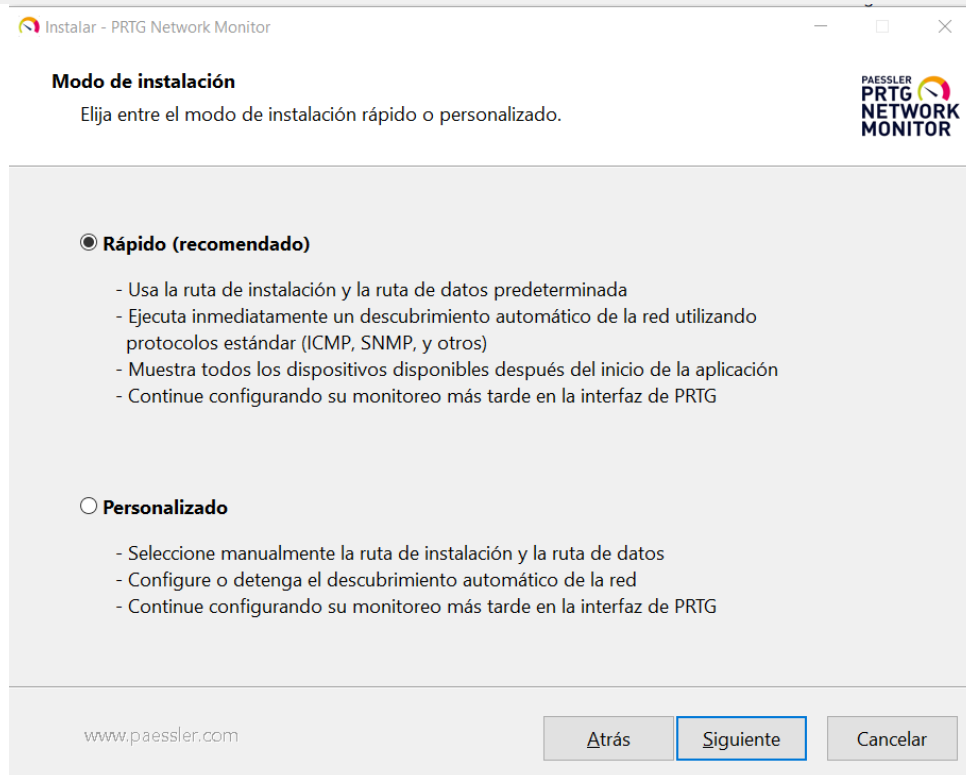 Instalar - PRTG Network Monitor
Modo de instalación
Elija entre el modo de instalación rápido o personalizado.
PAESSLER
PRTG
NETWORK
MONITOR
Rápido (recomendado)
- Usa la ruta de instalación y la ruta de datos predeterminada
- Ejecuta inmediatamente un descubrimiento automático de la red utilizando
protocolos estándar (ICMP, SNMP, y otros)
- Muestra todos los dispositivos disponibles después del inicio de la aplicación
- Continue configurando su monitoreo más tarde en la interfaz de PRTG
Personalizado
- Seleccione manualmente la ruta de instalación y la ruta de datos
- Configure o detenga el descubrimiento automático de la red
- Continue configurando su monitoreo más tarde en la interfaz de PRTG
www.paessler.com
Atrás
Siguiente
Cancelar